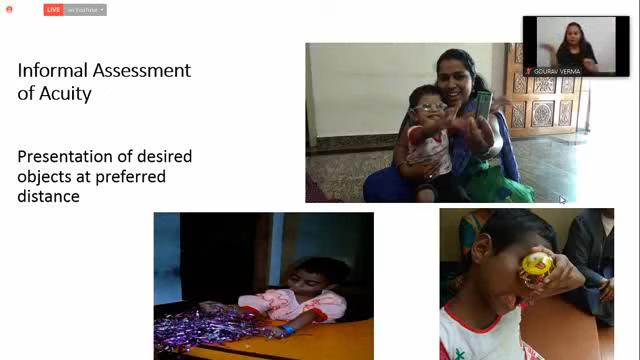 LIVE on YouTube
Informal Assessment
of Acuity
Presentation of desired
objects at preferred
distance
GOURAV VERMA